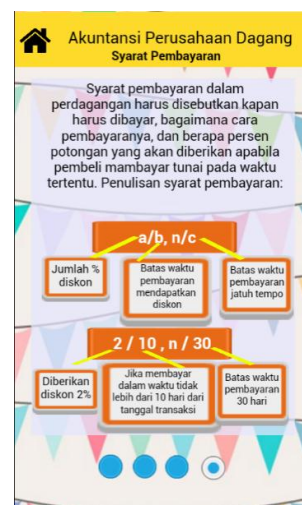 Akuntansi Perusahaan Dagang
Syarat Pembayaran
Syarat pembayaran dalam
perdagangan harus disebutkan kapan
harus dibayar, bagaimana cara
pembayaranya, dan berapa persen
potongan yang akan diberikan apabila
pembeli mambayar tunai pada waktu
tertentu. Penulisan syarat pembayaran:
a/b, n/c
Jumlah %
diskon
Batas waktu
pembayaran
mendapatkan
diskon
Batas waktu
pembayaran
jatuh tempo
2 / 10 , n / 30
Diberikan
diskon 2%
Jika membayar
dalam waktu tidak
lebih dari 10 hari dari
tanggal transaksi
Batas waktu
pembayaran
30 hari